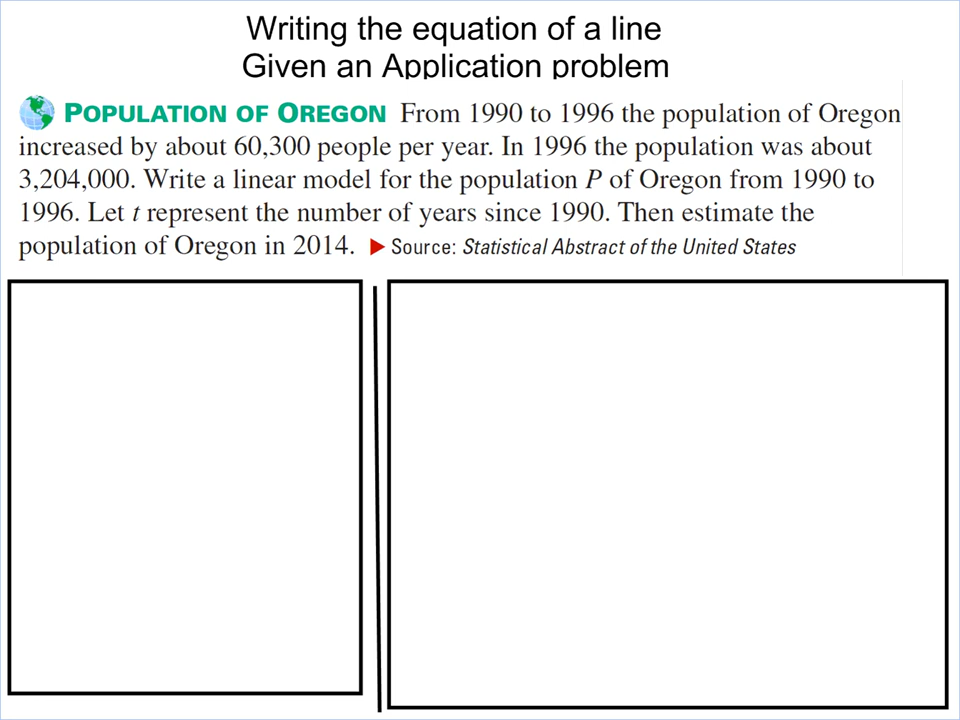 Writing the equation of a line
Given an Application problem
POPULATION OF OREGON From 1990 to 1996 the population of Oregon
increased by about 60,300 people per year. In 1996 the population was about
3,204,000. Write a linear model for the population P of Oregon from 1990 to
1996. Let t represent the number of years since 1990. Then estimate the
population of Oregon in 2014. ▶ Source: Statistical Abstract of the United States